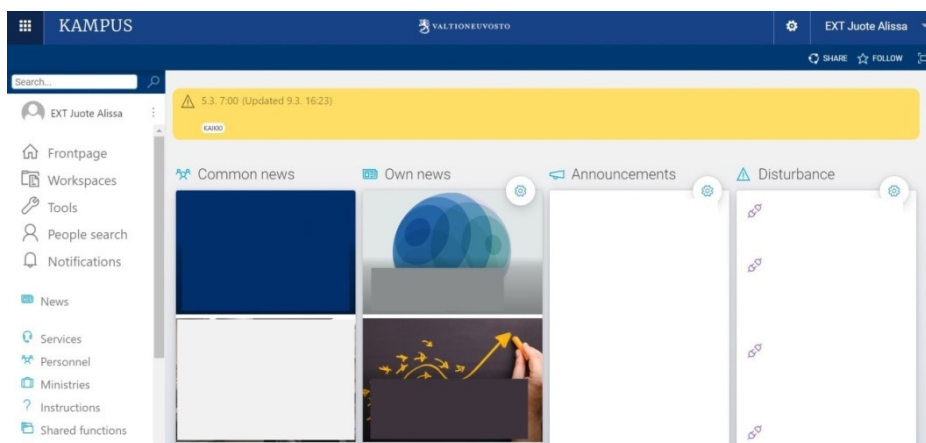 KAMPUS
VALTIONEUVOSTO
EXT Juote Alissa
SHARE
FOLLOW
Search...
EXT Juote Alissa
Frontpage
Workspaces
Tools
People search
Notifications
News
Services
Personnel
Ministries
Instructions
Shared functions
5.3. 7:00 (Updated 9.3. 16:23)
KAIKKI
Common news
Own news
Announcements
Disturbance